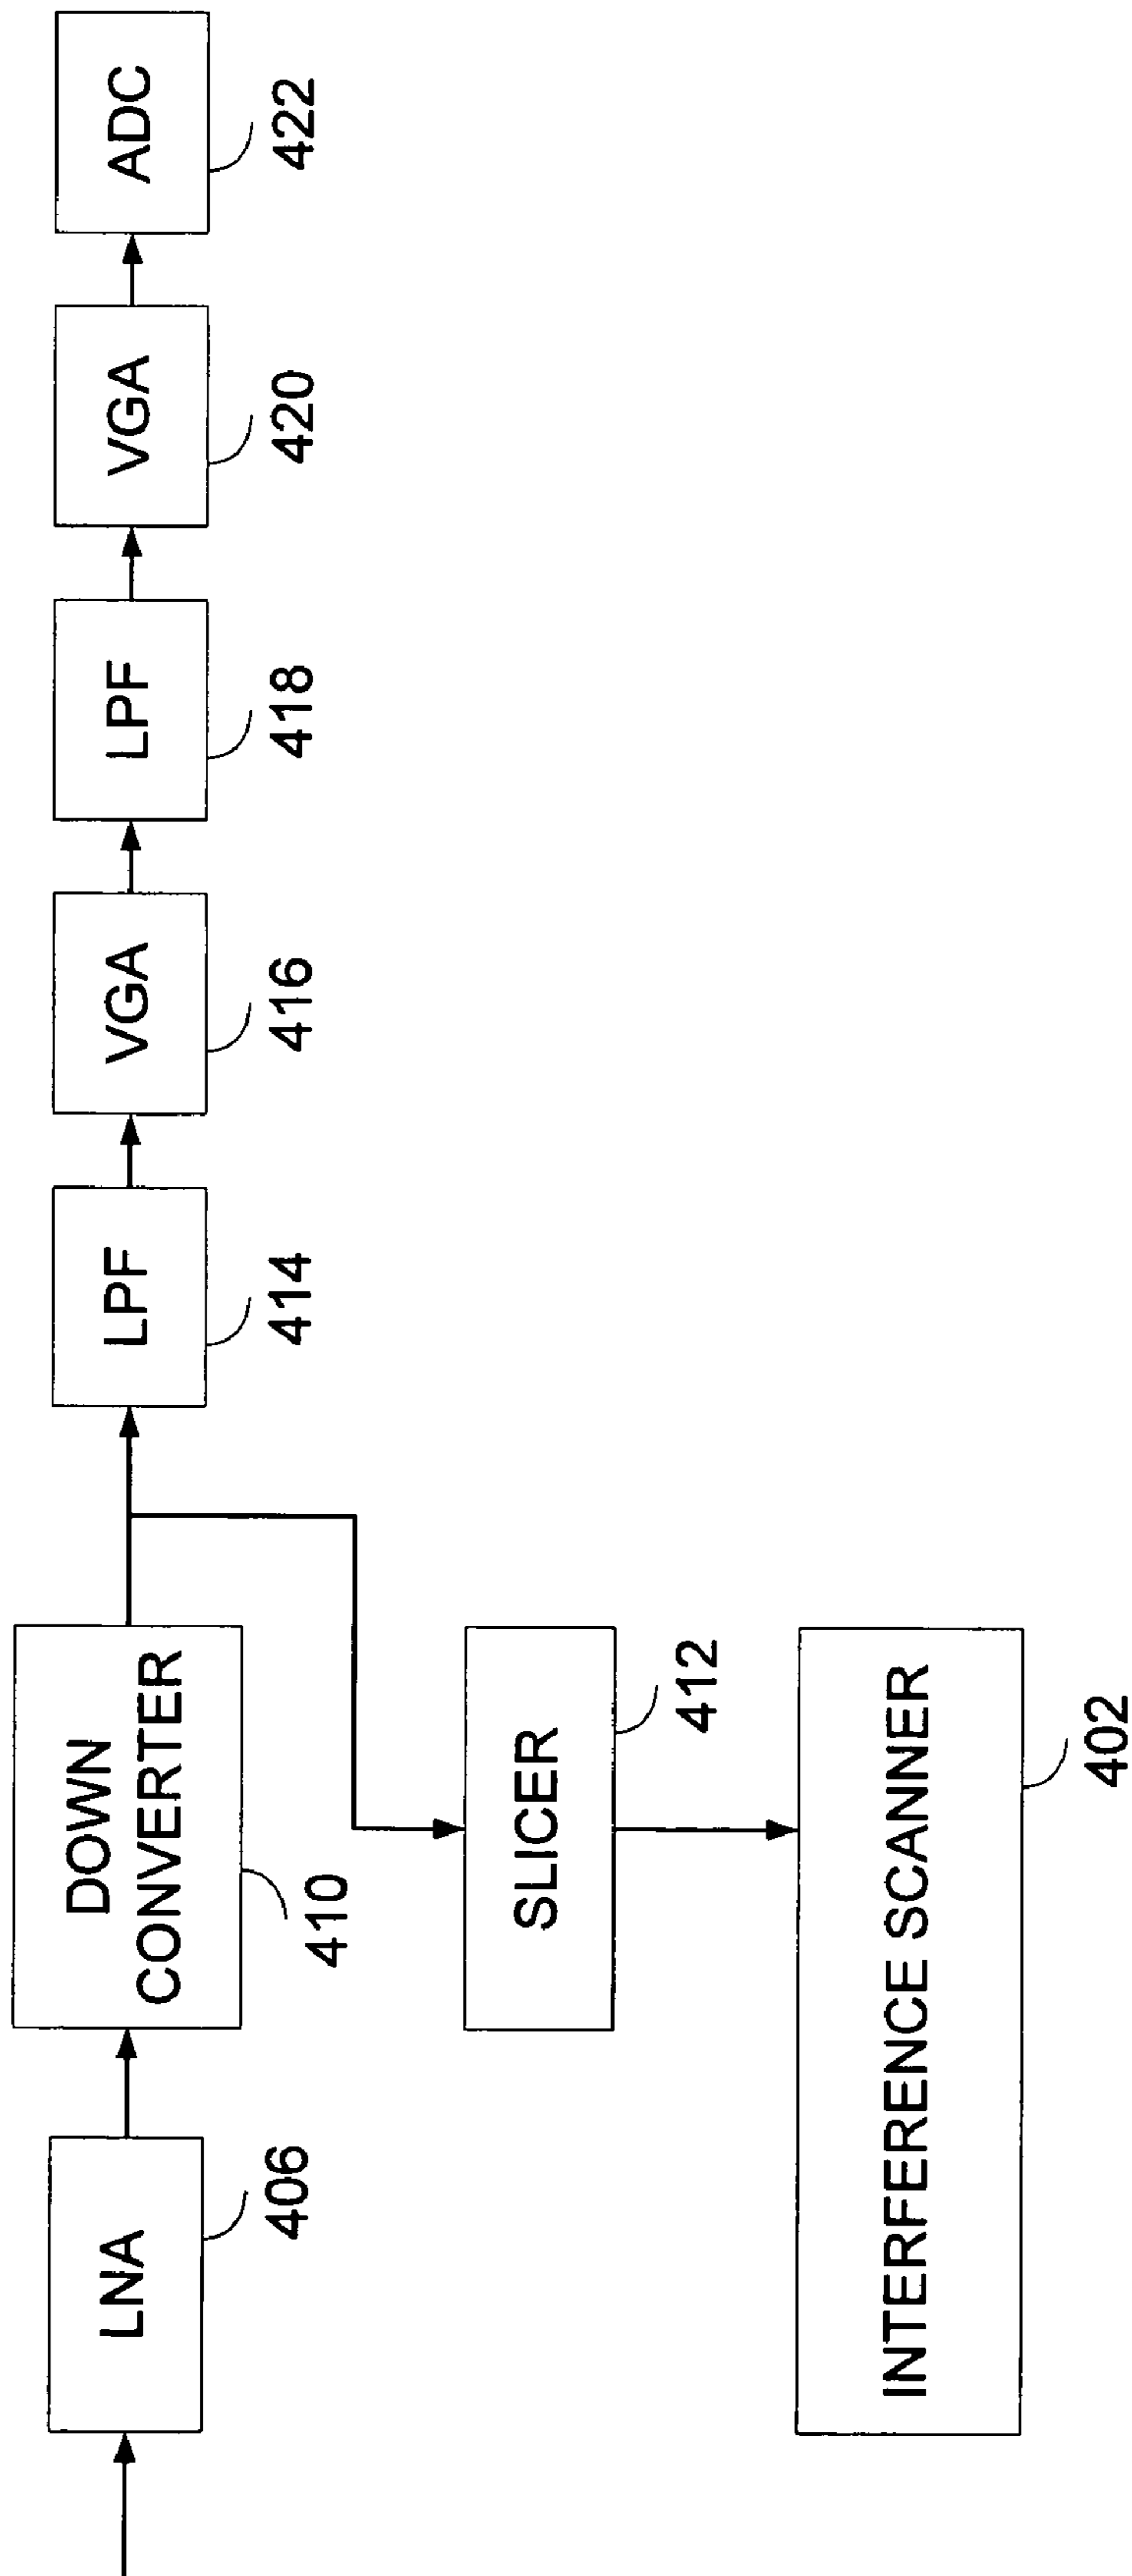 LNA
406
DOWN
CONVERTER
410
LPF
414
VGA
416
LPF
418
VGA
420
ADC
422
SLICER
412
INTERFERENCE SCANNER
402